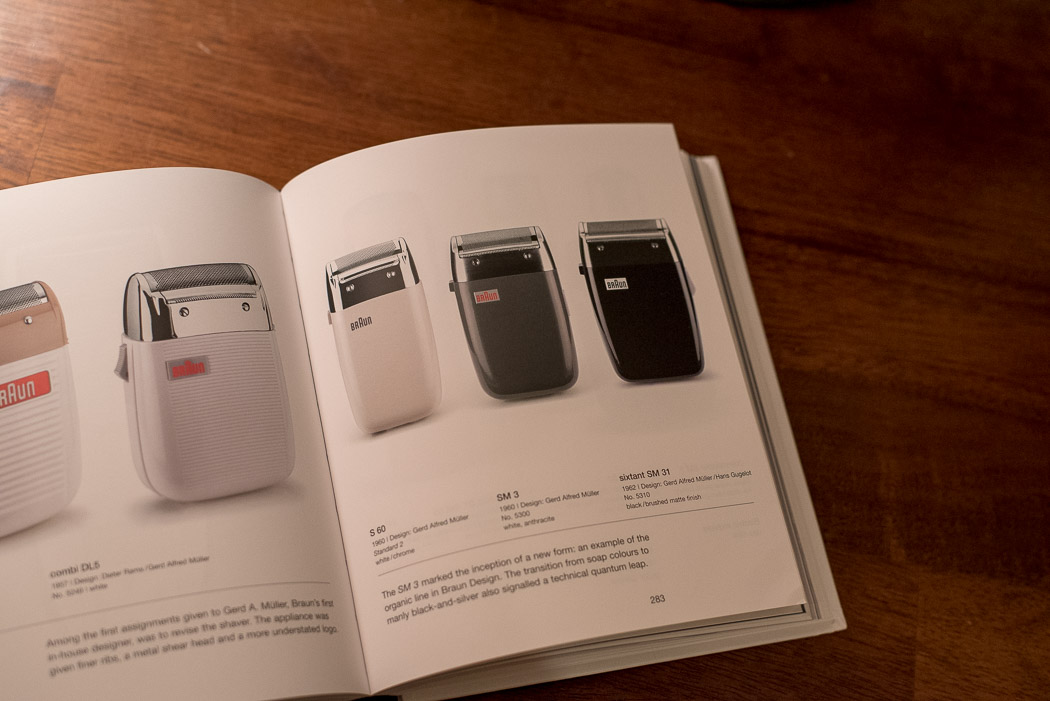 BRAUN
BRAUN
BRAUN
BRAUN
combi DL5
1957 | Design: Dieter Rams/Gerd Alfred Müller
No. 5246 | white
Among the first assignments given to Gerd A. Müller, Braun's first
in-house designer, was to revise the shaver. The appliance was
given finer ribs, a metal shear head and a more understated logo.
S 60
1960 | Design: Gerd Alfred Müller
Standard 2
white/chrome
SM 3
1960 | Design: Gerd Alfred Müller
No. 5300
white, anthracite
sixtant SM 31
1962 | Design: Gerd Alfred Müller/Hans Gugelot
No. 5310
black/brushed matte finish
The SM 3 marked the inception of a new form: an example of the
organic line in Braun Design. The transition from soap colours to
manly black-and-silver also signalled a technical quantum leap.
283